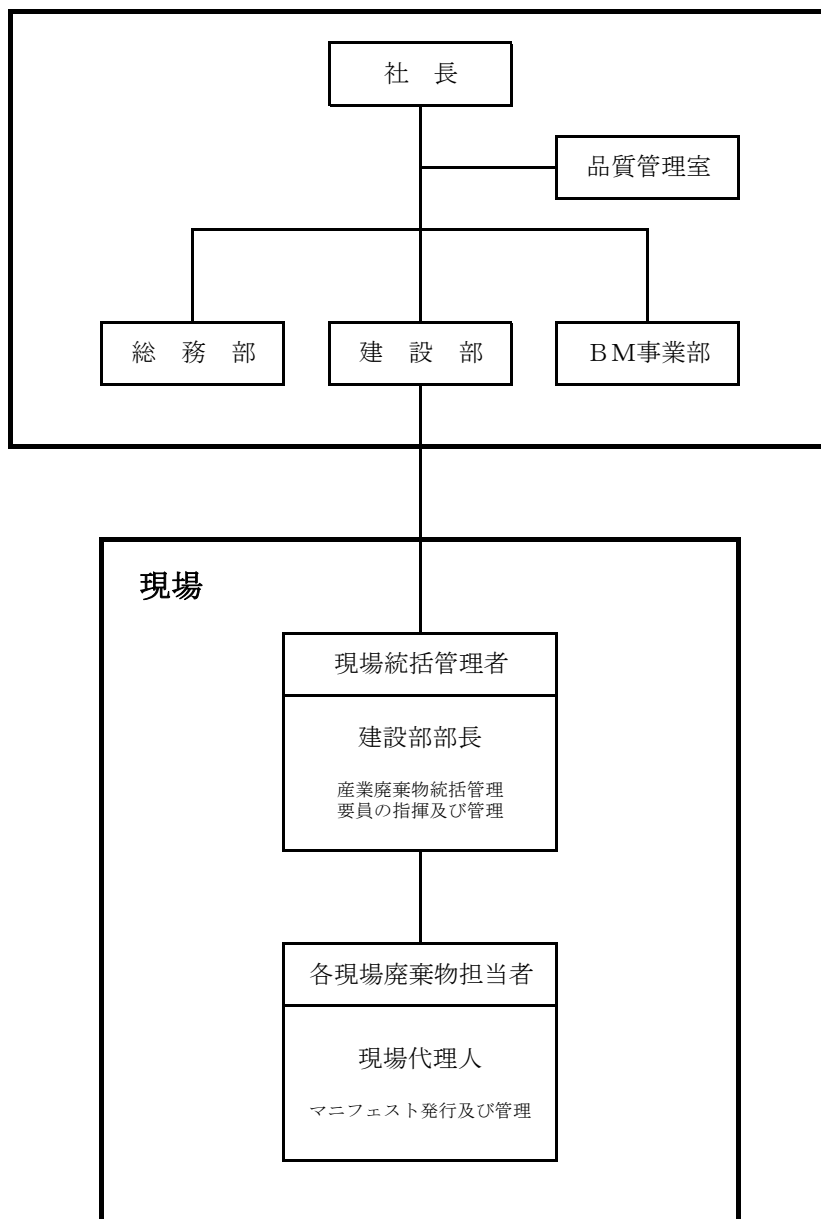 社　長
品質管理室
総　務　部
建　設　部
ＢＭ事業部
現場
現場統括管理者
建設部部長
産業廃棄物統括管理
要員の指揮及び管理
各現場廃棄物担当者
現場代理人
マニフェスト発行及び管理